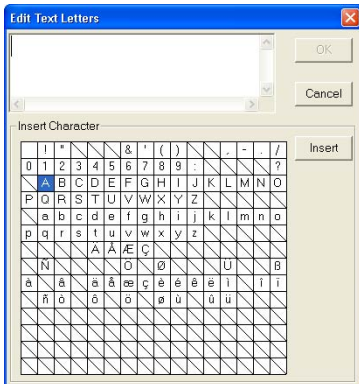 Edit Text Letters
OK
Cancel
Insert Character
Insert
! " & ' ( ) , - . /
0 1 2 3 4 5 6 7 8 9 : ?
A B C D E F G H I J K L M N O
P Q R S T U V W X Y Z
a b c d e f g h i j k l m n o
p q r s t u v w x y z
Ä Å Æ Ç
Ñ Ö Ø Ü ß
à â ä å æ ç è é ê ë ì î ï
ñ ò ô ö ø ù û ü